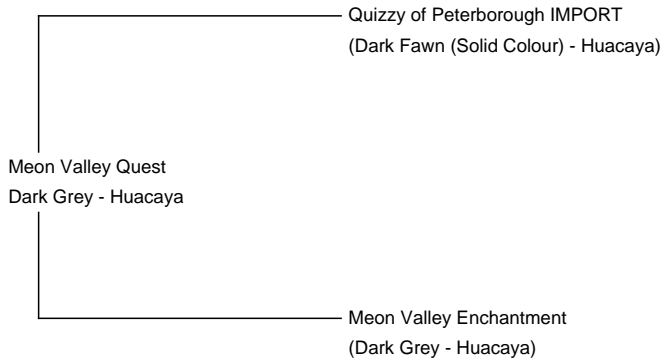 Quizzy of Peterborough IMPORT
(Dark Fawn (Solid Colour) - Huacaya)
Meon Valley Quest
Dark Grey - Huacaya
Meon Valley Enchantment
(Dark Grey - Huacaya)